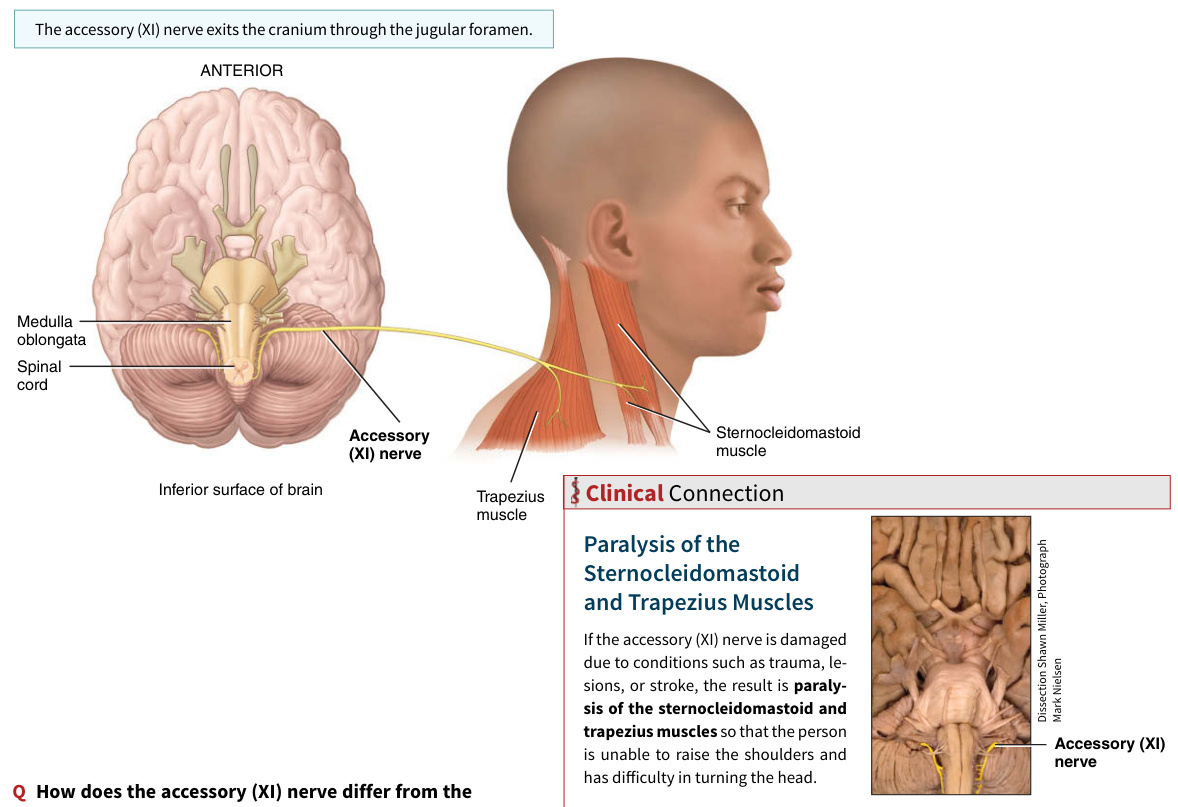 The accessory (XI) nerve exits the cranium through the jugular foramen.
ANTERIOR
Medulla
oblongata
Spinal
cord
Accessory
(XI) nerve
Inferior surface of brain
Trapezius
muscle
Sternocleidomastoid
muscle
Clinical Connection
Paralysis of the
Sternocleidomastoid
and Trapezius Muscles
If the accessory (XI) nerve is damaged
due to conditions such as trauma, le-
sions, or stroke, the result is paraly-
sis of the sternocleidomastoid and
trapezius muscles so that the person
is unable to raise the shoulders and
has difficulty in turning the head.
Dissection Shawn Miller, Photograph
Mark Nielsen
Accessory (XI)
nerve
Q How does the accessory (XI) nerve differ from the